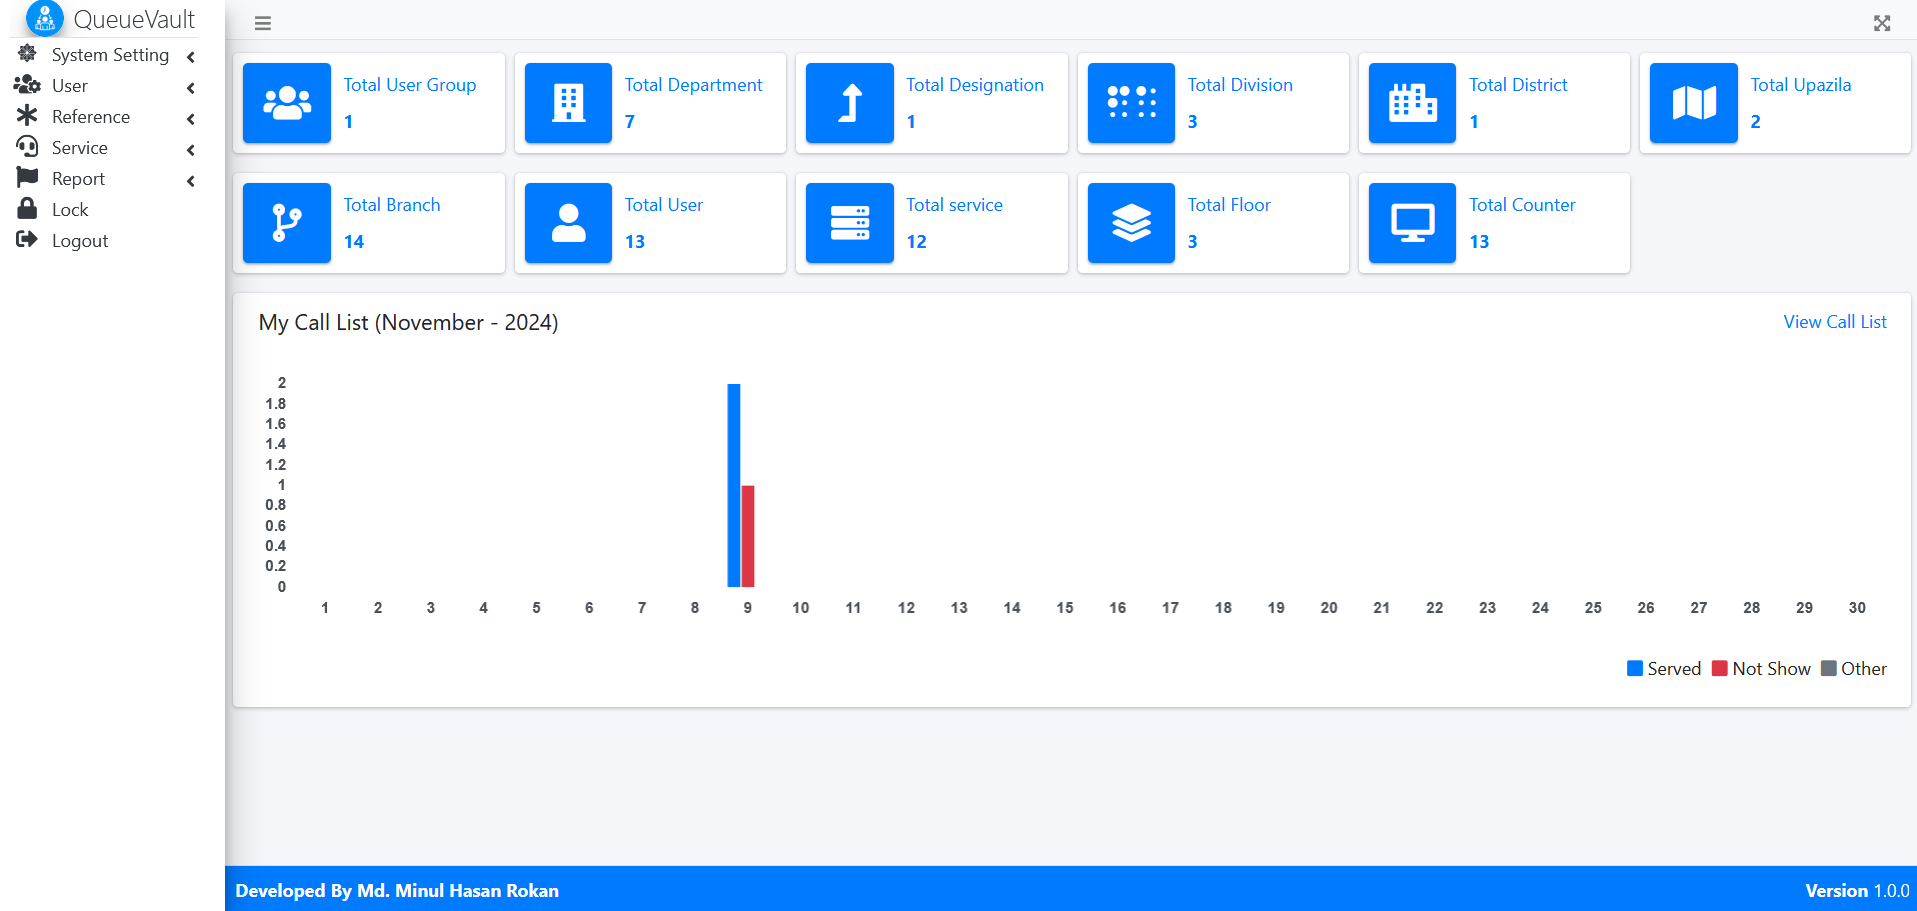 QueueVault
System Setting
User
Reference
Service
Report
Lock
Logout
Total User Group
1
Total Department
7
Total Designation
1
Total Division
3
Total District
1
Total Upazila
2
Total Branch
14
Total User
13
Total service
12
Total Floor
3
Total Counter
13
My Call List (November - 2024)
View Call List
2
1.8
1.6
1.4
1.2
1
0.8
0.6
0.4
0.2
0
1 2 3 4 5 6 7 8 9 10 11 12 13 14 15 16 17 18 19 20 21 22 23 24 25 26 27 28 29 30
Served Not Show Other
Developed By Md. Minul Hasan Rokan
Version 1.0.0